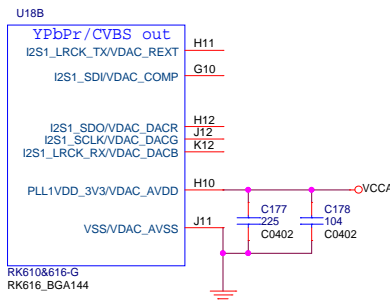 U18B
YPbPr/CVBS out
I2S1_LRCK_TX/VDAC_REXT H11
I2S1_SDI/VDAC_COMP G10
I2S1_SDO/VDAC_DACR H12
I2S1_SCLK/VDAC_DACG J12
I2S1_LRCK_RX/VDAC_DACB K12
PLL1VDD_3V3/VDAC_AVDD H10
VCCA
VSS/VDAC_AVSS J11
C177 C178
225 104
C0402 C0402
RK610&616-G
RK616_BGA144